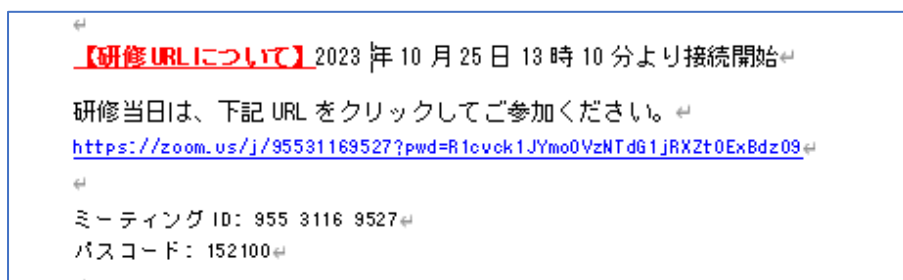 【研修URLについて】2023年10月25日13時10分より接続開始
研修当日は、下記URLをクリックしてご参加ください。
https://zoom.us/j/95531169527?pwd=R1cvck1JYmo0VzNTdG1jRXZt0ExBdz09
ミーティングID: 955 3116 9527
パスコード: 152100